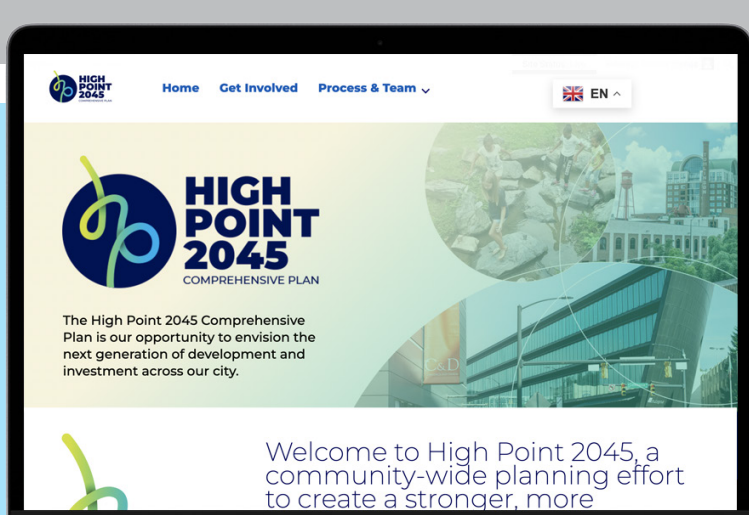 HIGH
POINT
2045
COMPREHENSIVE PLAN
Home Get Involved Process & Team
EN
HIGH
POINT
2045
COMPREHENSIVE PLAN
The High Point 2045 Comprehensive
Plan is our opportunity to envision the
next generation of development and
investment across our city.
C&D
Welcome to High Point 2045, a
community-wide planning effort
to create a stronger, more